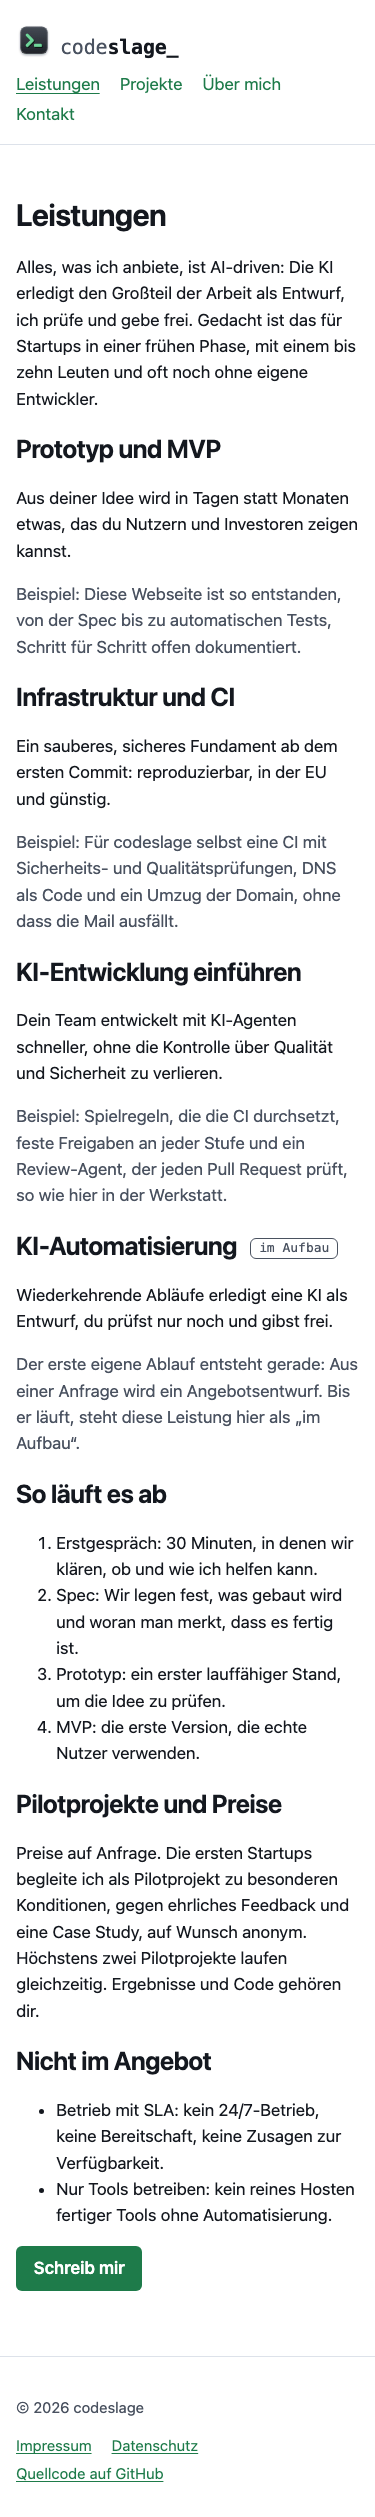 codeslage_
Leistungen Projekte Über mich
Kontakt
Leistungen
Alles, was ich anbiete, ist AI-driven: Die KI
erledigt den Großteil der Arbeit als Entwurf,
ich prüfe und gebe frei. Gedacht ist das für
Startups in einer frühen Phase, mit einem bis
zehn Leuten und oft noch ohne eigene
Entwickler.
Prototyp und MVP
Aus deiner Idee wird in Tagen statt Monaten
etwas, das du Nutzern und Investoren zeigen
kannst.
Beispiel: Diese Webseite ist so entstanden,
von der Spec bis zu automatischen Tests,
Schritt für Schritt offen dokumentiert.
Infrastruktur und CI
Ein sauberes, sicheres Fundament ab dem
ersten Commit: reproduzierbar, in der EU
und günstig.
Beispiel: Für codeslage selbst eine CI mit
Sicherheits- und Qualitätsprüfungen, DNS
als Code und ein Umzug der Domain, ohne
dass die Mail ausfällt.
KI-Entwicklung einführen
Dein Team entwickelt mit KI-Agenten
schneller, ohne die Kontrolle über Qualität
und Sicherheit zu verlieren.
Beispiel: Spielregeln, die die CI durchsetzt,
feste Freigaben an jeder Stufe und ein
Review-Agent, der jeden Pull Request prüft,
so wie hier in der Werkstatt.
KI-Automatisierung im Aufbau
Wiederkehrende Abläufe erledigt eine KI als
Entwurf, du prüfst nur noch und gibst frei.
Der erste eigene Ablauf entsteht gerade: Aus
einer Anfrage wird ein Angebotsentwurf. Bis
er läuft, steht diese Leistung hier als „im
Aufbau“.
So läuft es ab
1. Erstgespräch: 30 Minuten, in denen wir
klären, ob und wie ich helfen kann.
2. Spec: Wir legen fest, was gebaut wird
und woran man merkt, dass es fertig
ist.
3. Prototyp: ein erster lauffähiger Stand,
um die Idee zu prüfen.
4. MVP: die erste Version, die echte
Nutzer verwenden.
Pilotprojekte und Preise
Preise auf Anfrage. Die ersten Startups
begleite ich als Pilotprojekt zu besonderen
Konditionen, gegen ehrliches Feedback und
eine Case Study, auf Wunsch anonym.
Höchstens zwei Pilotprojekte laufen
gleichzeitig. Ergebnisse und Code gehören
dir.
Nicht im Angebot
• Betrieb mit SLA: kein 24/7-Betrieb,
keine Bereitschaft, keine Zusagen zur
Verfügbarkeit.
• Nur Tools betreiben: kein reines Hosten
fertiger Tools ohne Automatisierung.
Schreib mir
© 2026 codeslage
Impressum Datenschutz
Quellcode auf GitHub